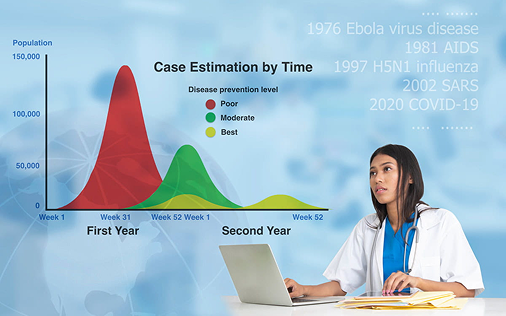 1976 Ebola virus disease
1981 AIDS
1997 H5N1 influenza
2002 SARS
2020 COVID-19
Population
150,000
100,000
50,000
0
Case Estimation by Time
Disease prevention level
Poor
Moderate
Best
Week 1
Week 31
Week 52 Week 1
Week 52
First Year
Second Year